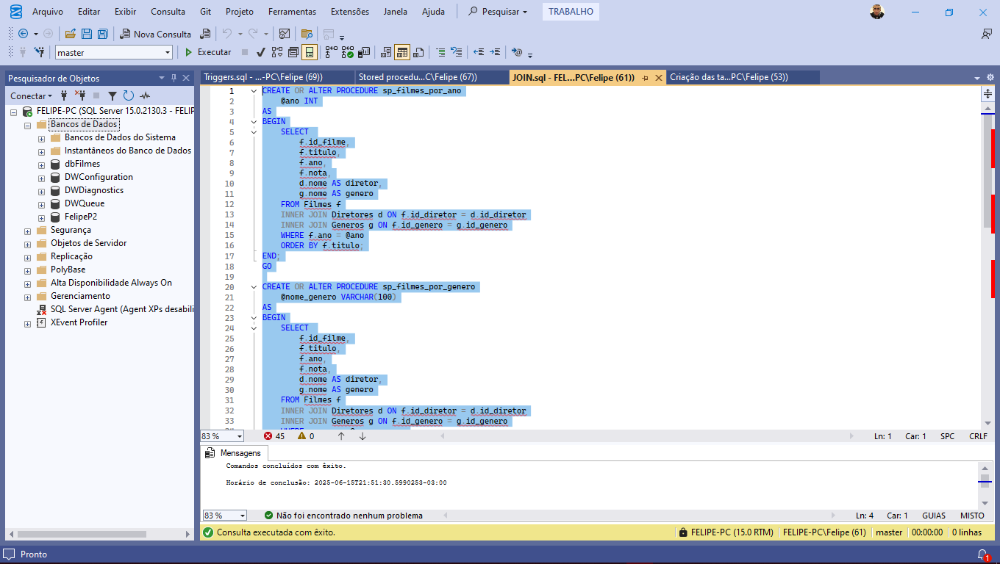 Arquivo Editar Exibir Consulta Git Projeto Ferramentas Extensões Janela Ajuda Pesquisar TRABALHO
Nova Consulta
master Executar
Pesquisador de Objetos
Conectar
FELIPE-PC (SQL Server 15.0.2130.3 - FELIP
Bancos de Dados
Bancos de Dados do Sistema
Instantâneos do Banco de Dados
dbFilmes
DWConfiguration
DWDiagnostics
DWQueue
FelipeP2
Segurança
Objetos de Servidor
Replicação
PolyBase
Alta Disponibilidade Always On
Gerenciamento
SQL Server Agent (Agent XPs desabili
XEvent Profiler
Triggers.sql - ...-PC\Felipe (69)) Stored procedu...C\Felipe (67)) JOIN.sql - FEL...PC\Felipe (61)) Criação das ta...PC\Felipe (53))
1 CREATE OR ALTER PROCEDURE sp_filmes_por_ano
2 @ano INT
3 AS
4 BEGIN
5 SELECT
6 f.id_filme,
7 f.titulo,
8 f.ano,
9 f.nota,
10 d.nome AS diretor,
11 g.nome AS genero
12 FROM Filmes f
13 INNER JOIN Diretores d ON f.id_diretor = d.id_diretor
14 INNER JOIN Generos g ON f.id_genero = g.id_genero
15 WHERE f.ano = @ano
16 ORDER BY f.titulo;
17 END;
18 GO
19
20 CREATE OR ALTER PROCEDURE sp_filmes_por_genero
21 @nome_genero VARCHAR(100)
22 AS
23 BEGIN
24 SELECT
25 f.id_filme,
26 f.titulo,
27 f.ano,
28 f.nota,
29 d.nome AS diretor,
30 g.nome AS genero
31 FROM Filmes f
32 INNER JOIN Diretores d ON f.id_diretor = d.id_diretor
33 INNER JOIN Generos g ON f.id_genero = g.id_genero
83 % 45 0 Ln: 1 Car: 1 SPC CRLF
Mensagens
Comandos concluídos com êxito.
Horário de conclusão: 2025-06-15T21:51:30.5990253-03:00
83 % Não foi encontrado nenhum problema Ln: 4 Car: 1 GUIAS MISTO
Consulta executada com êxito. FELIPE-PC (15.0 RTM) FELIPE-PC\Felipe (61) master 00:00:00 0 linhas
Pronto 1